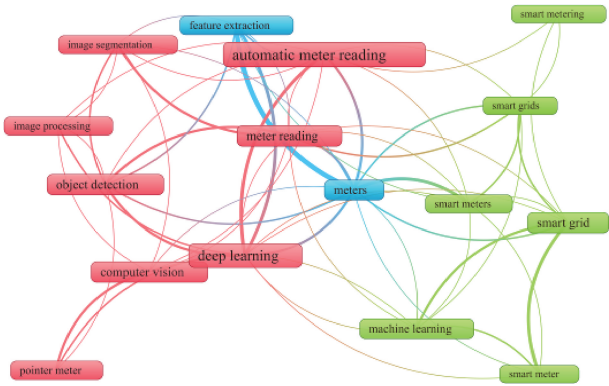 smart metering
feature extraction
image segmentation
automatic meter reading
smart grids
image processing
meter reading
object detection
meters
smart meters
smart grid
deep learning
computer vision
machine learning
pointer meter
smart meter